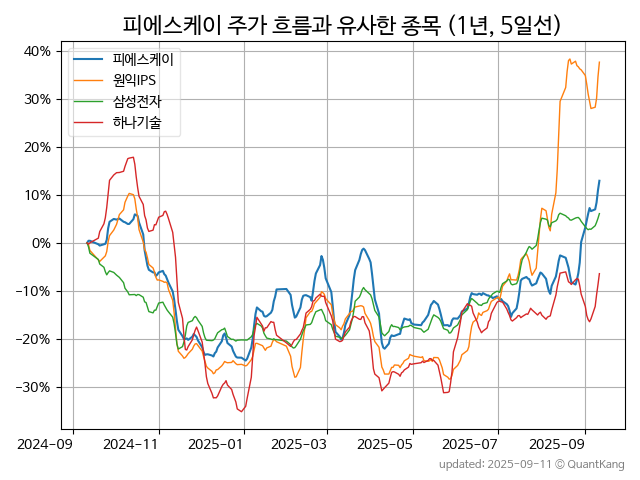 피에스케이 주가 흐름과 유사한 종목 (1년, 5일선)
피에스케이
원익IPS
삼성전자
하나기술
40%
30%
20%
10%
0%
−10%
−20%
−30%
2024-09
2024-11
2025-01
2025-03
2025-05
2025-07
2025-09
updated: 2025-09-11 © QuantKang